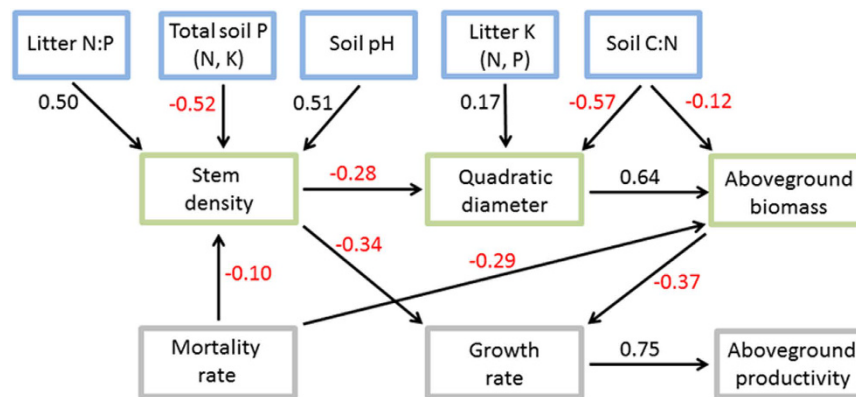 Litter N:P
Total soil P
(N, K)
Soil pH
Litter K
(N, P)
Soil C:N
0.50
-0.52
0.51
0.17
-0.57
-0.12
Stem
density
-0.28
Quadratic
diameter
0.64
Aboveground
biomass
-0.10
-0.34
-0.29
-0.37
Mortality
rate
Growth
rate
0.75
Aboveground
productivity